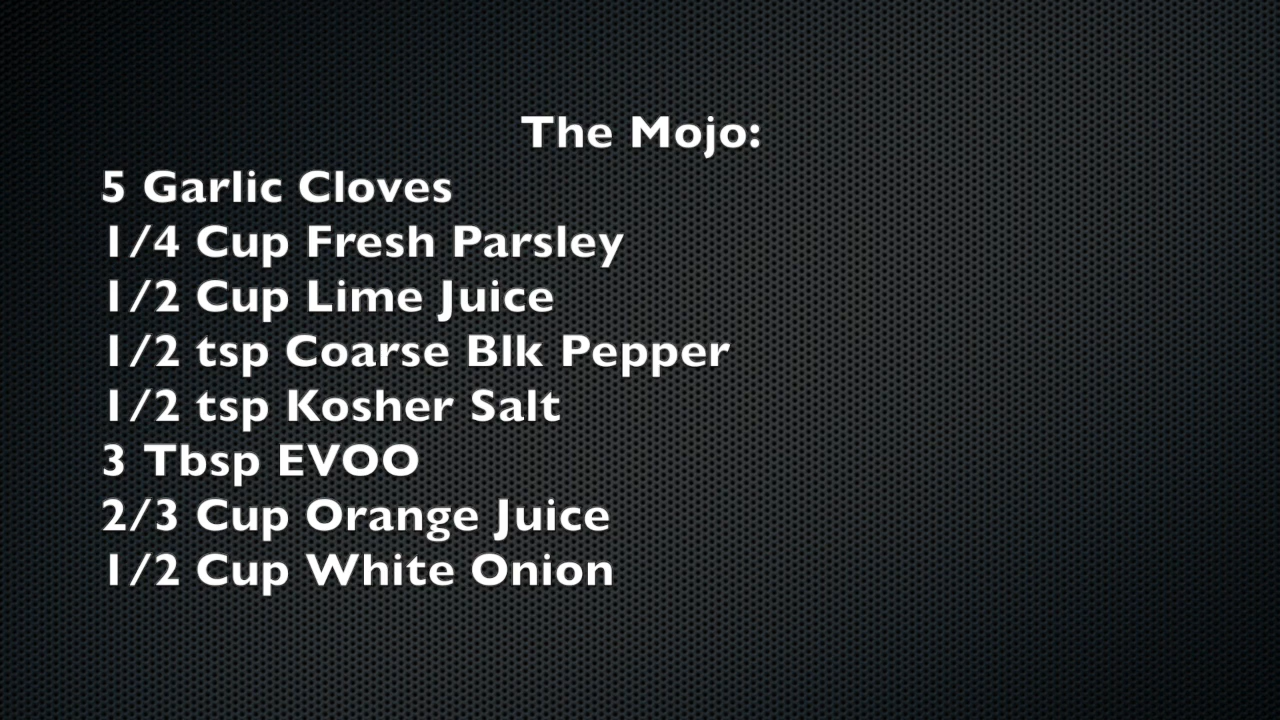 The Mojo:
5 Garlic Cloves
1/4 Cup Fresh Parsley
1/2 Cup Lime Juice
1/2 tsp Coarse Blk Pepper
1/2 tsp Kosher Salt
3 Tbsp EVOO
2/3 Cup Orange Juice
1/2 Cup White Onion